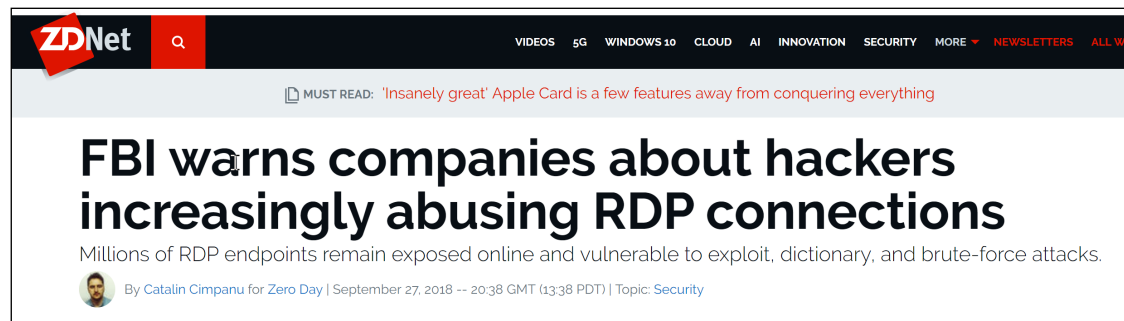 ZDNet
VIDEOS 5G WINDOWS 10 CLOUD AI INNOVATION SECURITY MORE NEWSLETTERS ALL
MUST READ: 'Insanely great' Apple Card is a few features away from conquering everything
FBI warns companies about hackers
increasingly abusing RDP connections
Millions of RDP endpoints remain exposed online and vulnerable to exploit, dictionary, and brute-force attacks.
By Catalin Cimpanu for Zero Day | September 27, 2018 -- 20:38 GMT (13:38 PDT) | Topic: Security